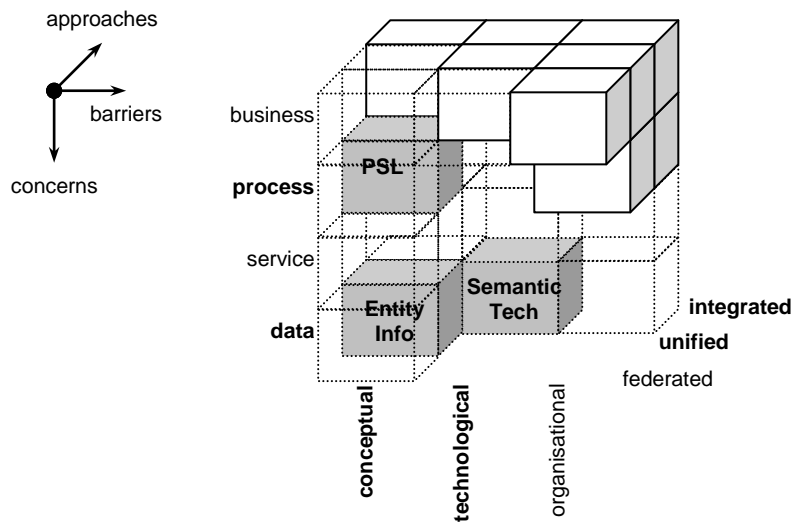 approaches
barriers
concerns
business
process
service
data
PSL
Entity
Info
Semantic
Tech
integrated
unified
federated
conceptual
technological
organisational